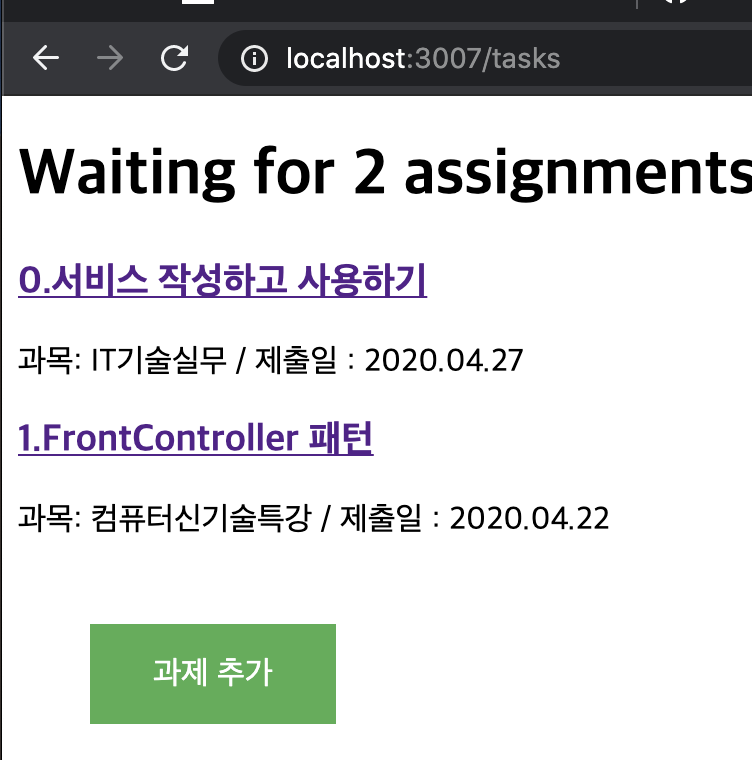 localhost:3007/tasks
Waiting for 2 assignments
0.서비스 작성하고 사용하기
과목: IT기술실무 / 제출일 : 2020.04.27
1.FrontController 패턴
과목: 컴퓨터신기술특강 / 제출일 : 2020.04.22
과제 추가